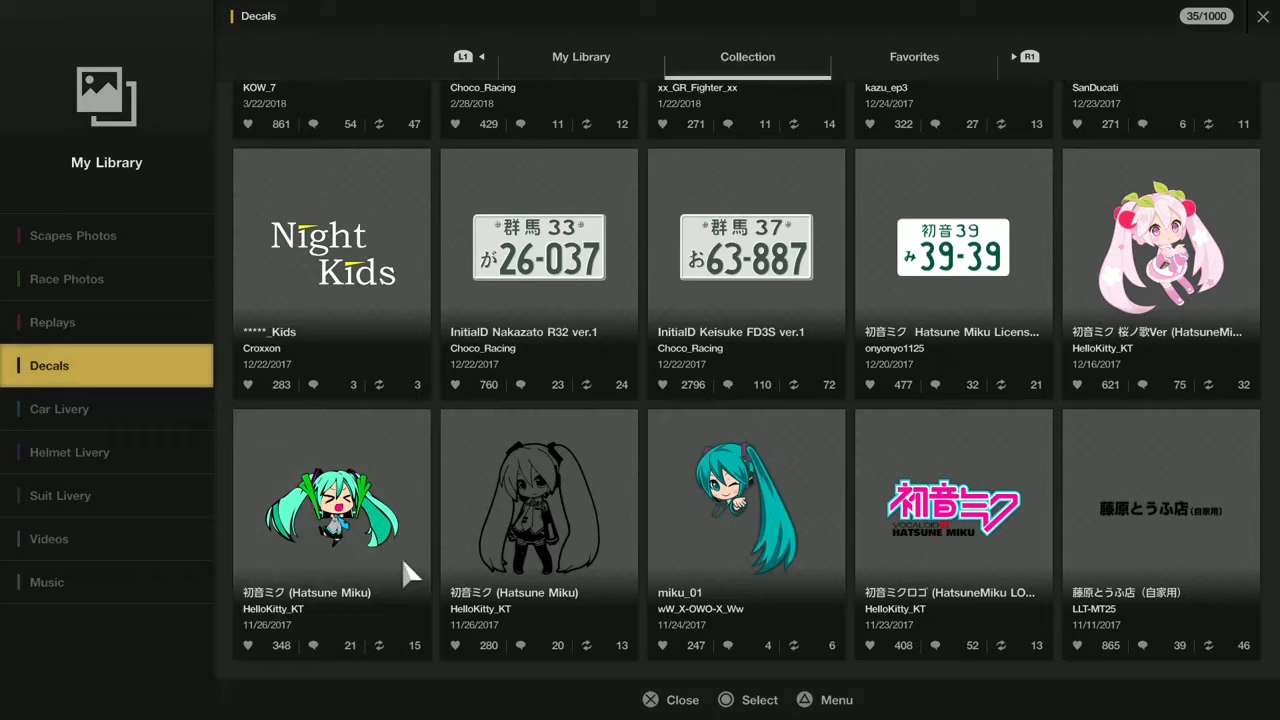 Decals
35/1000
My Library
L1
My Library
Collection
Favorites
R1
Scapes Photos
Race Photos
Replays
Decals
Car Livery
Helmet Livery
Suit Livery
Videos
Music
KOW_7
3/22/2018
861 54 47
Choco_Racing
2/28/2018
429 11 12
xx_GR_Fighter_xx
1/22/2018
271 11 14
kazu_ep3
12/24/2017
322 27 13
SanDucati
12/23/2017
271 6 11
Night
Kids
*****_Kids
Croxxon
12/22/2017
283 3 3
群馬 33
が 26-037
InitialD Nakazato R32 ver.1
Choco_Racing
12/22/2017
760 23 24
群馬 37
お 63-887
InitialD Keisuke FD3S ver.1
Choco_Racing
12/22/2017
2796 110 72
初音39
み 39-39
初音ミク Hatsune Miku Licens...
onyonyo1125
12/20/2017
477 32 21
初音ミク 桜ノ歌Ver (HatsuneMi...
HelloKitty_KT
12/16/2017
621 75 32
初音ミク (Hatsune Miku)
HelloKitty_KT
11/26/2017
348 21 15
初音ミク (Hatsune Miku)
HelloKitty_KT
11/26/2017
280 20 13
miku_01
wW_X-OWO-X_Ww
11/24/2017
247 4 6
初音ミク
HATSUNE MIKU
初音ミクロゴ (HatsuneMiku LO...
HelloKitty_KT
11/23/2017
408 52 13
藤原とうふ店(自家用)
藤原とうふ店（自家用）
LLT-MT25
11/11/2017
865 39 46
Close
Select
Menu